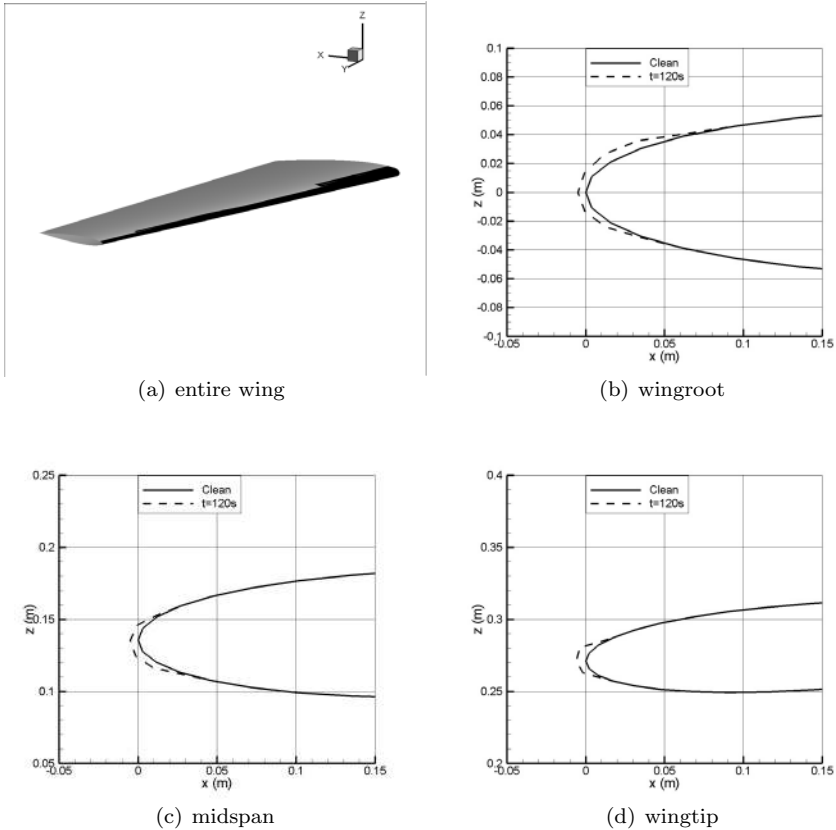 Z
X
Y
(a) entire wing
Clean
t=120s
0.1
0.08
0.06
0.04
0.02
0
-0.02
-0.04
-0.06
-0.08
-0.1
z (m)
-0.05
0
0.05
0.1
0.15
x (m)
(b) wingroot
Clean
t=120s
0.25
0.2
0.15
0.1
0.05
z (m)
-0.05
0
0.05
0.1
0.15
x (m)
(c) midspan
Clean
t=120s
0.4
0.35
0.3
0.25
0.2
z (m)
-0.05
0
0.05
0.1
0.15
x (m)
(d) wingtip